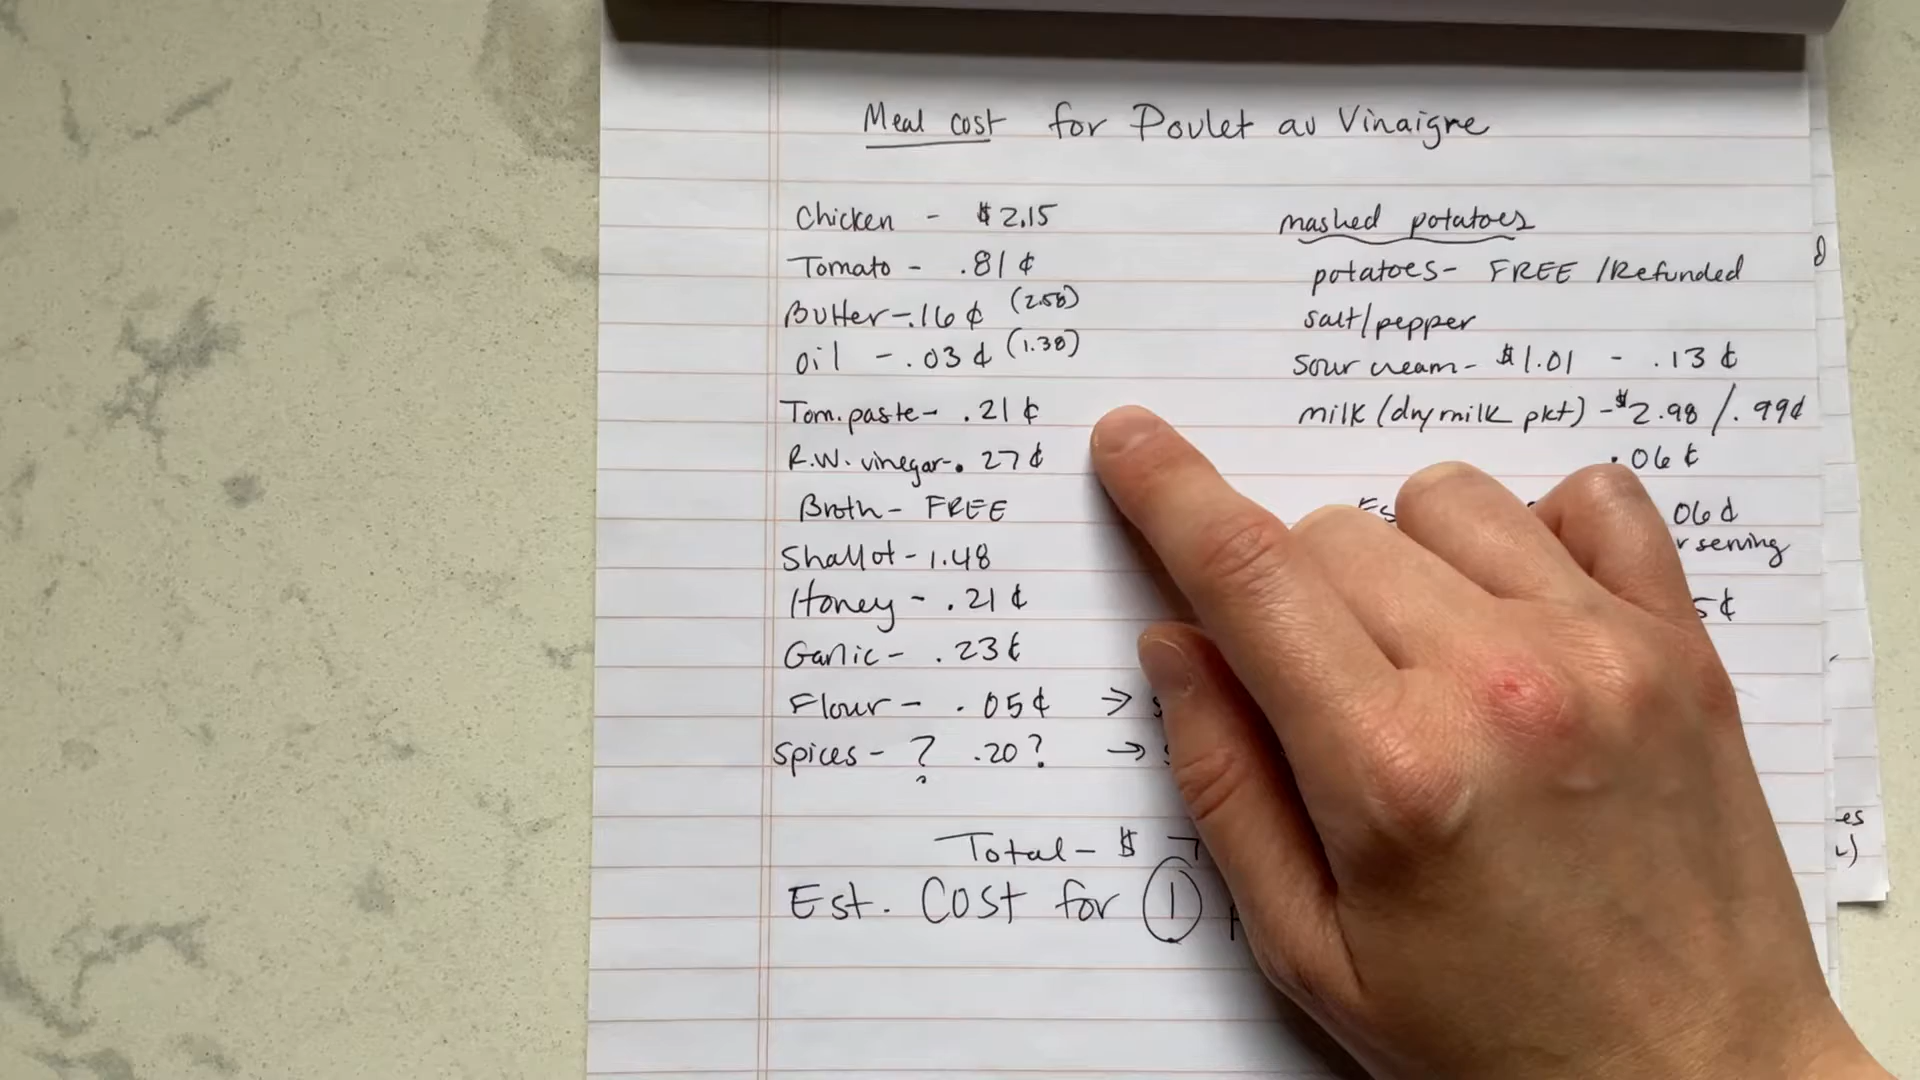 Meal cost for Poulet au Vinaigre
Chicken - $2.15
Tomato - .81¢
Butter - .16¢ (2.58)
oil - .03¢ (1.38)
Tom. paste - .21¢
R.W. vinegar - .27¢
Broth - FREE
Shallot - 1.48
Honey - .21¢
Garlic - .23¢
Flour - .05¢ →
spices - ? .20? →
Total - $ 7
Est. Cost for 1
mashed potatoes
potatoes - FREE / Refunded
salt/pepper
sour cream - $1.01 - .13¢
milk (dry milk pkt) - $2.98 / .99¢
.06¢
06¢
serving
5¢